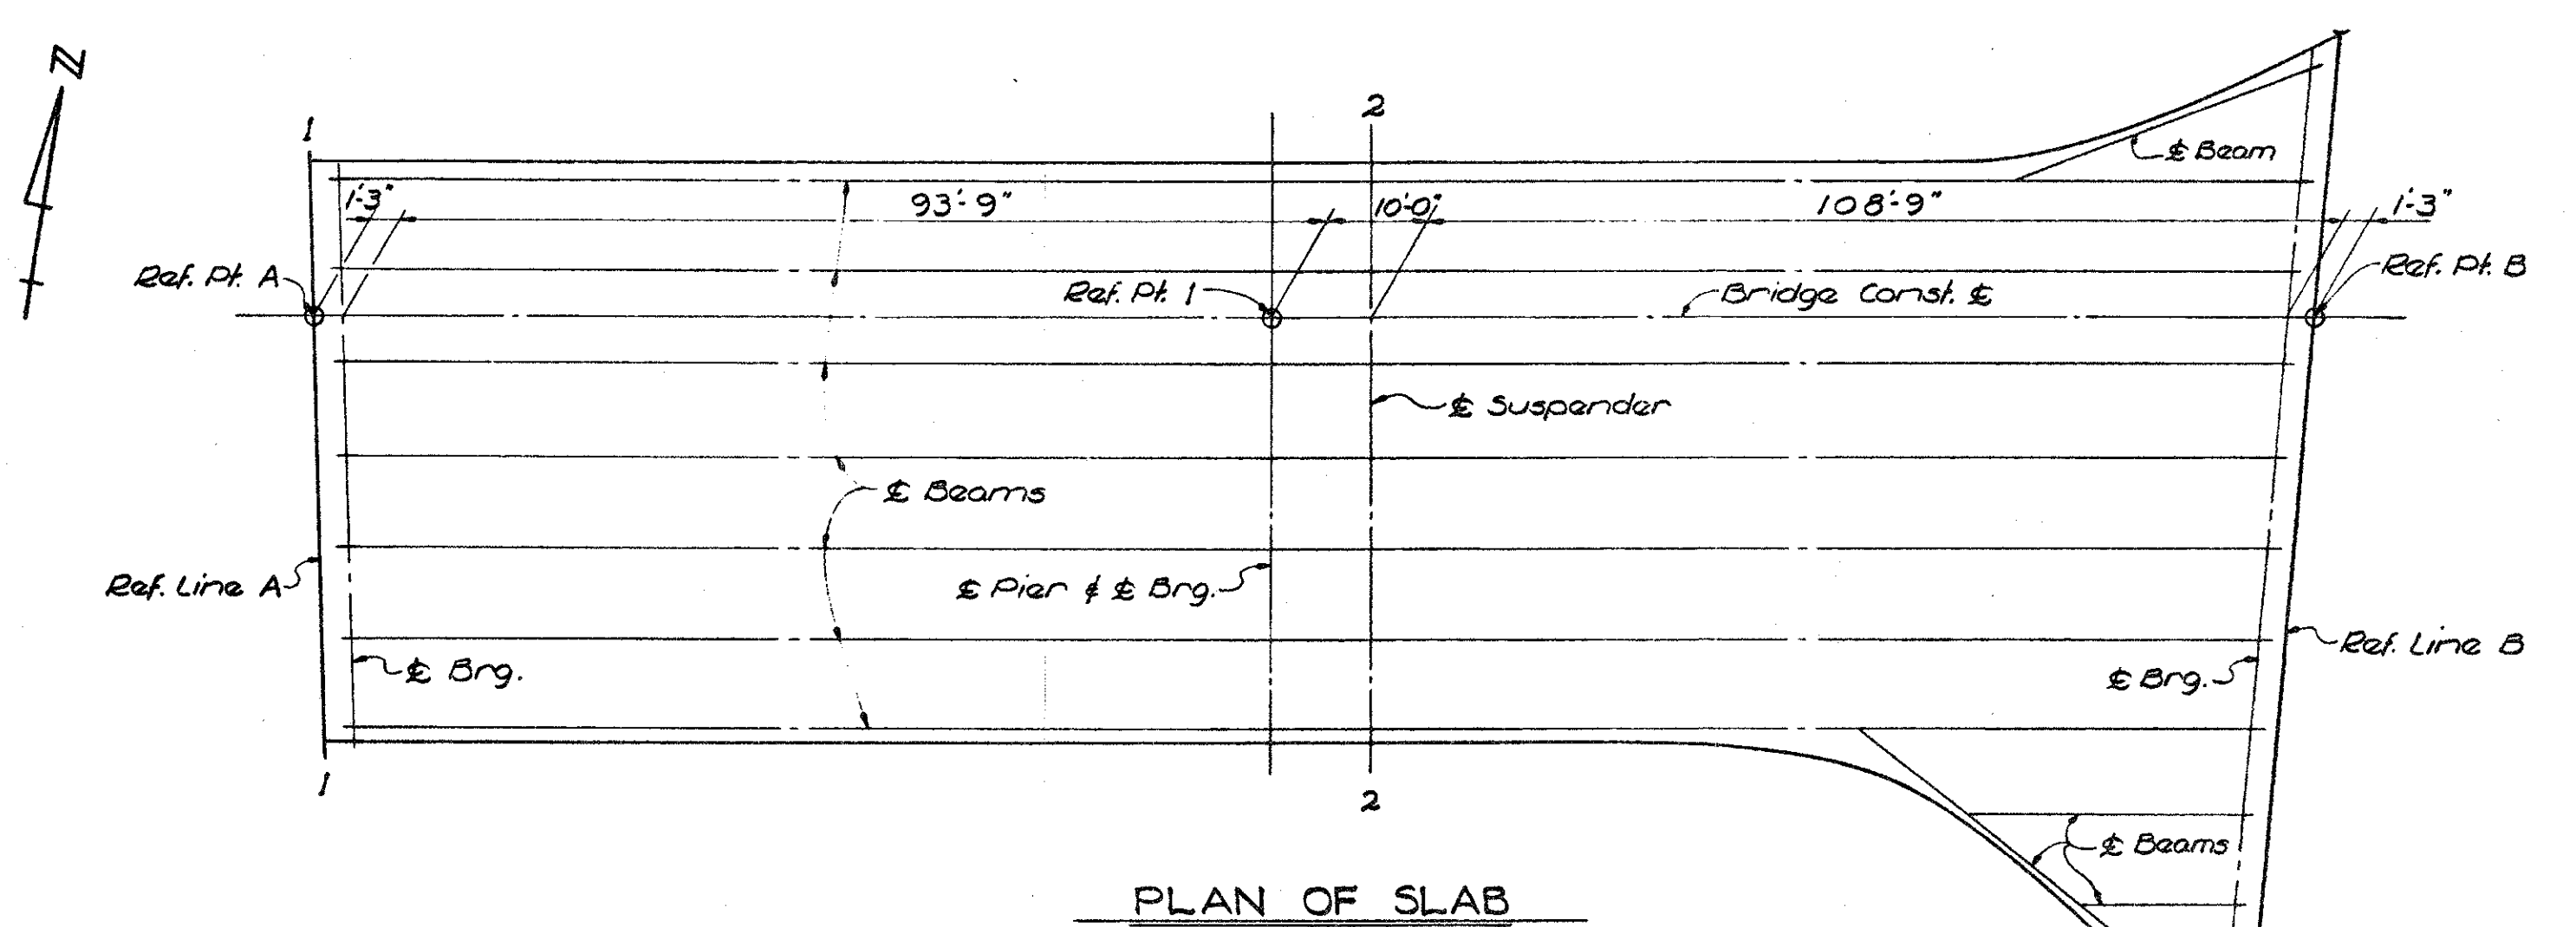 N
1
2
₵ Beam
1'-3"
93'-9"
10'-0"
108'-9"
1'-3"
Ref. Pt. A
Ref. Pt. 1
Bridge Const. ₵
Ref. Pt. B
₵ Suspender
₵ Beams
Ref. Line A
₵ Pier & ₵ Brg.
Ref. Line B
₵ Brg.
₵ Brg.
1
2
₵ Beams
PLAN OF SLAB